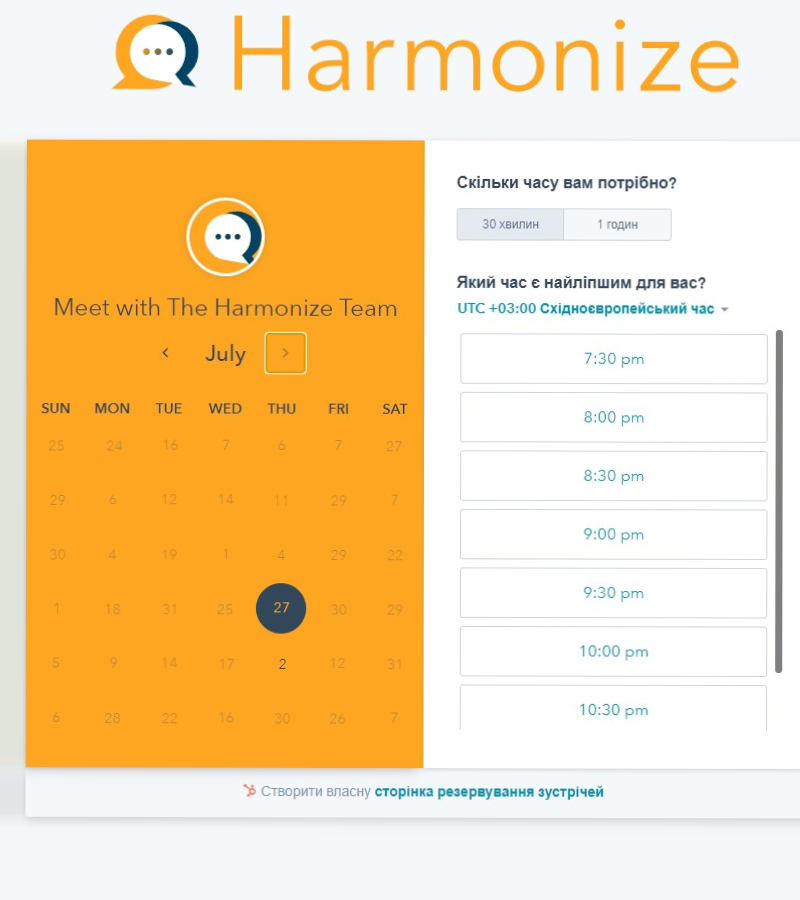 Harmonize
Meet with The Harmonize Team
July
SUN MON TUE WED THU FRI SAT
25 24 16 7 6 7 27
29 6 12 14 11 29 7
30 4 19 1 4 29 22
1 18 31 25 27 30 29
5 9 14 17 2 12 31
6 28 22 16 30 26 7
Скільки часу вам потрібно?
30 хвилин 1 годин
Який час є найліпшим для вас?
UTC +03:00 Східноєвропейський час
7:30 pm
8:00 pm
8:30 pm
9:00 pm
9:30 pm
10:00 pm
10:30 pm
Створити власну сторінка резервування зустрічей